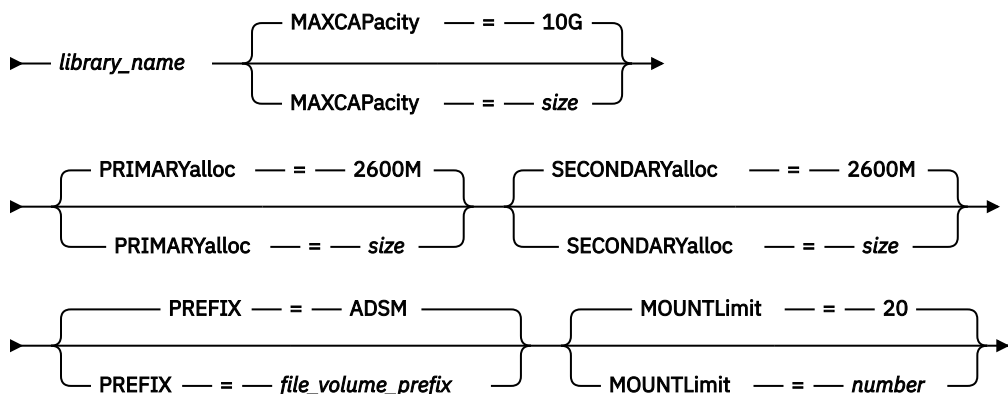 MAXCAPacity = 10G
library_name
MAXCAPacity = size
PRIMARYalloc = 2600M SECONDARYalloc = 2600M
PRIMARYalloc = size SECONDARYalloc = size
PREFIX = ADSM MOUNTLimit = 20
PREFIX = file_volume_prefix MOUNTLimit = number